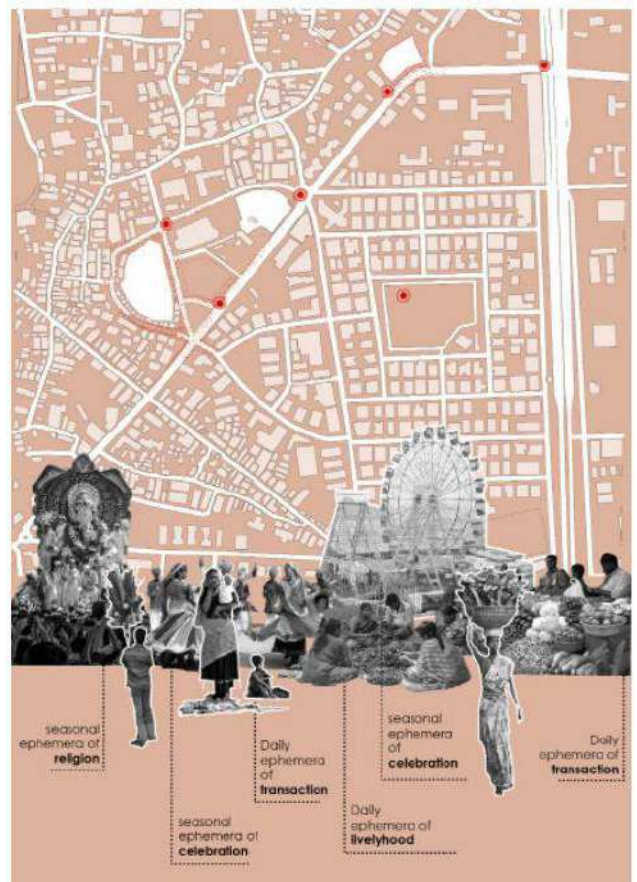 seasonal
ephemera of
religion
seasonal
ephemera of
celebration
Daily
ephemera
of
transaction
Daily
ephemera of
livelyhood
seasonal
ephemera
of
celebration
Daily
ephemera of
transaction